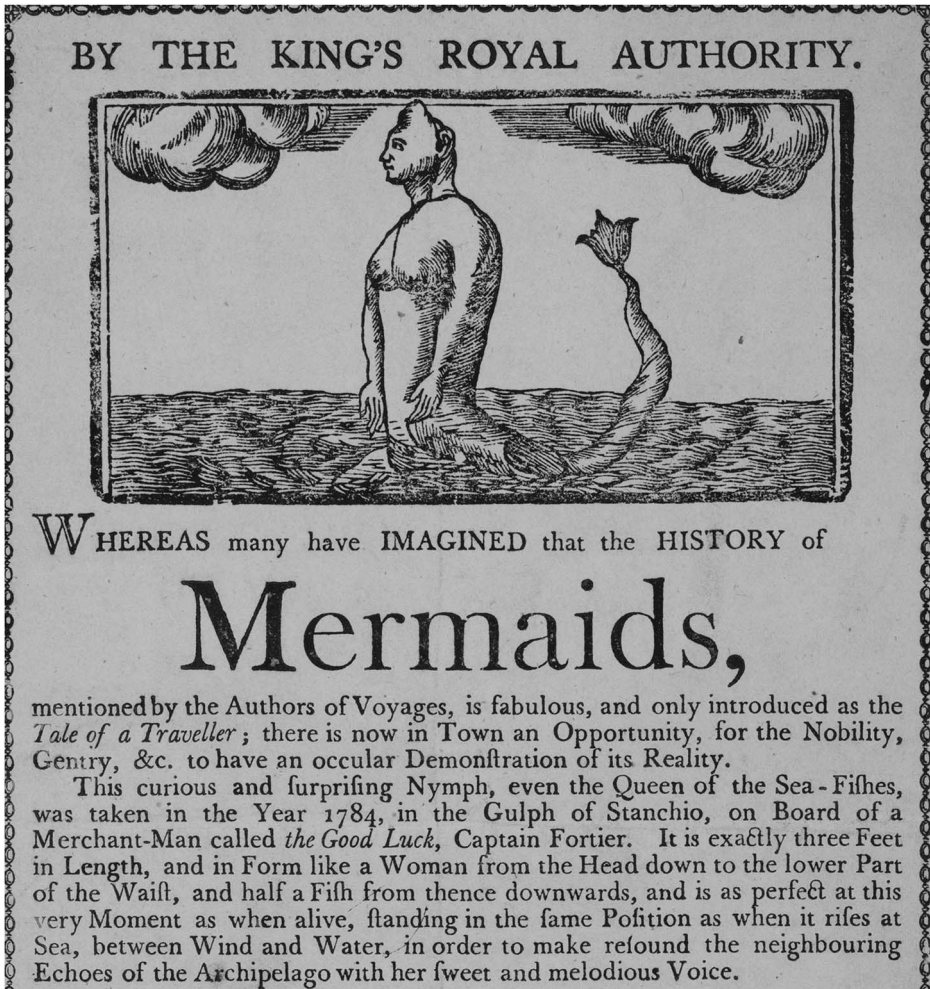 BY THE KING'S ROYAL AUTHORITY.
WHEREAS many have IMAGINED that the HISTORY of
Mermaids,
mentioned by the Authors of Voyages, is fabulous, and only introduced as the
Tale of a Traveller; there is now in Town an Opportunity, for the Nobility,
Gentry, &c. to have an occular Demonſtration of its Reality.
This curious and ſurpriſing Nymph, even the Queen of the Sea-Fiſhes,
was taken in the Year 1784, in the Gulph of Stanchio, on Board of a
Merchant-Man called the Good Luck, Captain Fortier. It is exactly three Feet
in Length, and in Form like a Woman from the Head down to the lower Part
of the Waiſt, and half a Fiſh from thence downwards, and is as perfect at this
very Moment as when alive, ſtanding in the ſame Poſition as when it riſes at
Sea, between Wind and Water, in order to make reſound the neighbouring
Echoes of the Archipelago with her ſweet and melodious Voice.